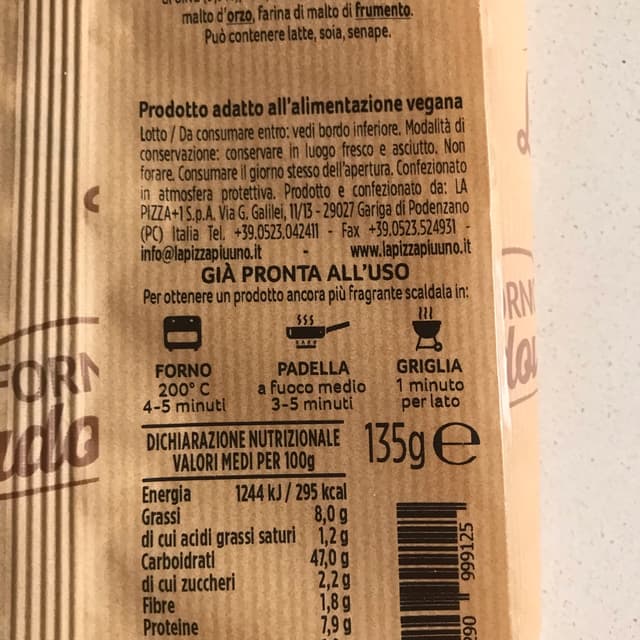 malto d'orzo, farina di malto di frumento.
Può contenere latte, soia, senape.
Prodotto adatto all'alimentazione vegana
Lotto / Da consumare entro: vedi bordo inferiore. Modalità di
conservazione: conservare in luogo fresco e asciutto. Non
forare. Consumare il giorno stesso dell'apertura. Confezionato
in atmosfera protettiva. Prodotto e confezionato da: LA
PIZZA+1 S.p.A. Via G. Galilei, 11/13 - 29027 Gariga di Podenzano
(PC) Italia Tel. +39.0523.042411 - Fax +39.0523.524931 -
info@lapizzapiuuno.it - www.lapizzapiuuno.it
GIÀ PRONTA ALL'USO
Per ottenere un prodotto ancora più fragrante scaldala in:
FORNO
200° C
4-5 minuti
PADELLA
a fuoco medio
3-5 minuti
GRIGLIA
1 minuto
per lato
DICHIARAZIONE NUTRIZIONALE
VALORI MEDI PER 100g
135g e
Energia 1244 kJ / 295 kcal
Grassi 8,0 g
di cui acidi grassi saturi 1,2 g
Carboidrati 47,0 g
di cui zuccheri 2,2 g
Fibre 1,8 g
Proteine 7,9 g
999125